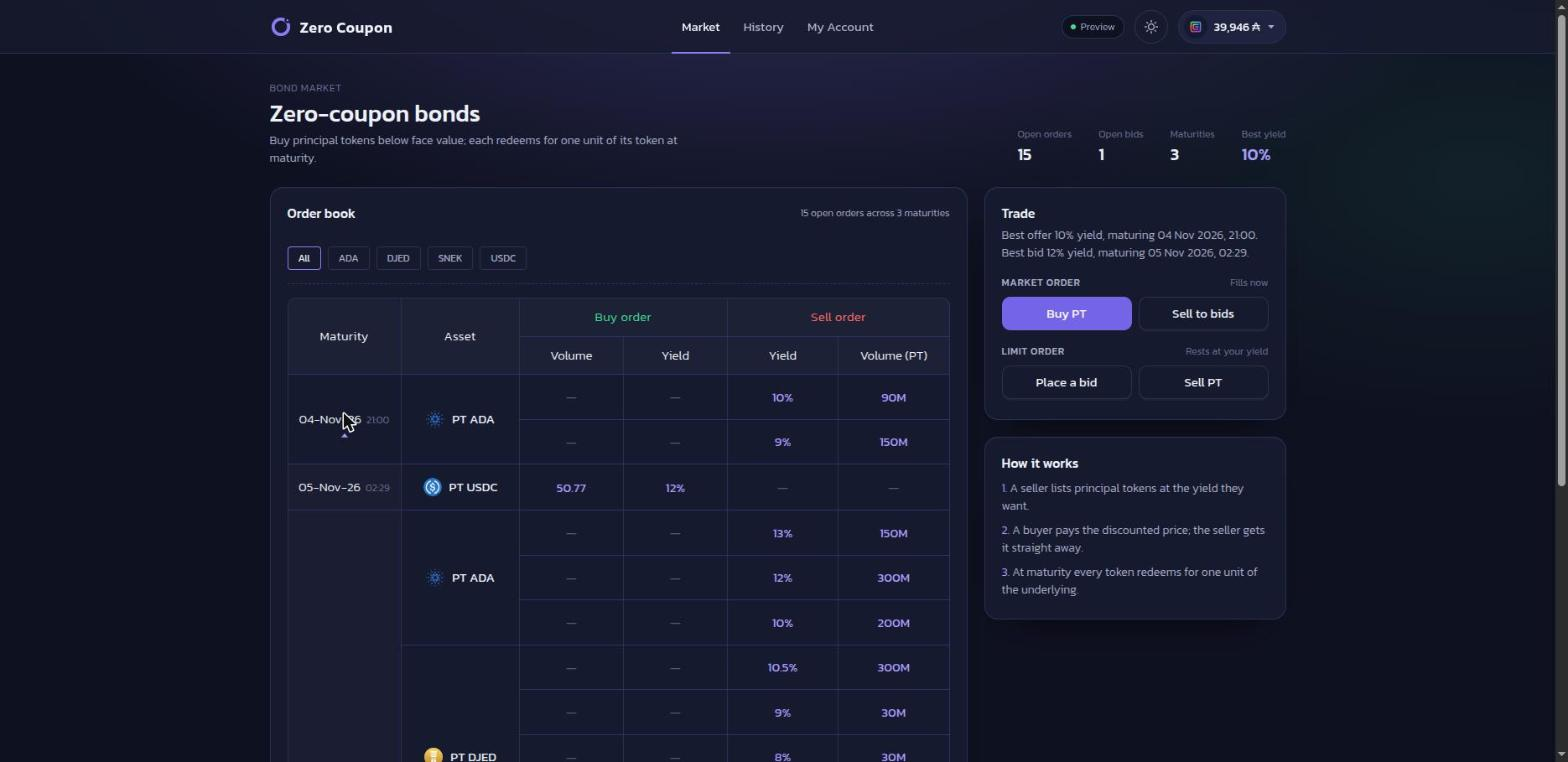 Zero Coupon
Market
History
My Account
Preview
39,946 ₳
BOND MARKET
Zero-coupon bonds
Buy principal tokens below face value; each redeems for one unit of its token at
maturity.
Open orders
15
Open bids
1
Maturities
3
Best yield
10%
Order book
15 open orders across 3 maturities
All
ADA
DJED
SNEK
USDC
Maturity
Asset
Buy order
Sell order
Volume
Yield
Yield
Volume (PT)
04-Nov-26 21:00
PT ADA
— — 10% 90M
— — 9% 150M
05-Nov-26 02:29
PT USDC
50.77 12% — —
PT ADA
— — 13% 150M
— — 12% 300M
— — 10% 200M
PT DJED
— — 10.5% 300M
— — 9% 30M
— — 8% 30M
Trade
Best offer 10% yield, maturing 04 Nov 2026, 21:00.
Best bid 12% yield, maturing 05 Nov 2026, 02:29.
MARKET ORDER
Fills now
Buy PT
Sell to bids
LIMIT ORDER
Rests at your yield
Place a bid
Sell PT
How it works
1. A seller lists principal tokens at the yield they
want.
2. A buyer pays the discounted price; the seller gets
it straight away.
3. At maturity every token redeems for one unit of
the underlying.